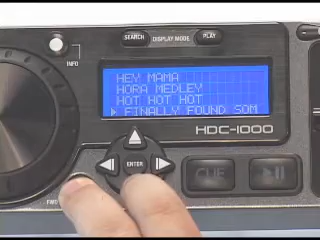 SEARCH
DISPLAY MODE
PLAY
INFO
HEY MAMA
HORA MEDLEY
HOT HOT HOT
FINALLY FOUND SOM
HDC-1000
ENTER
CUE
FWD